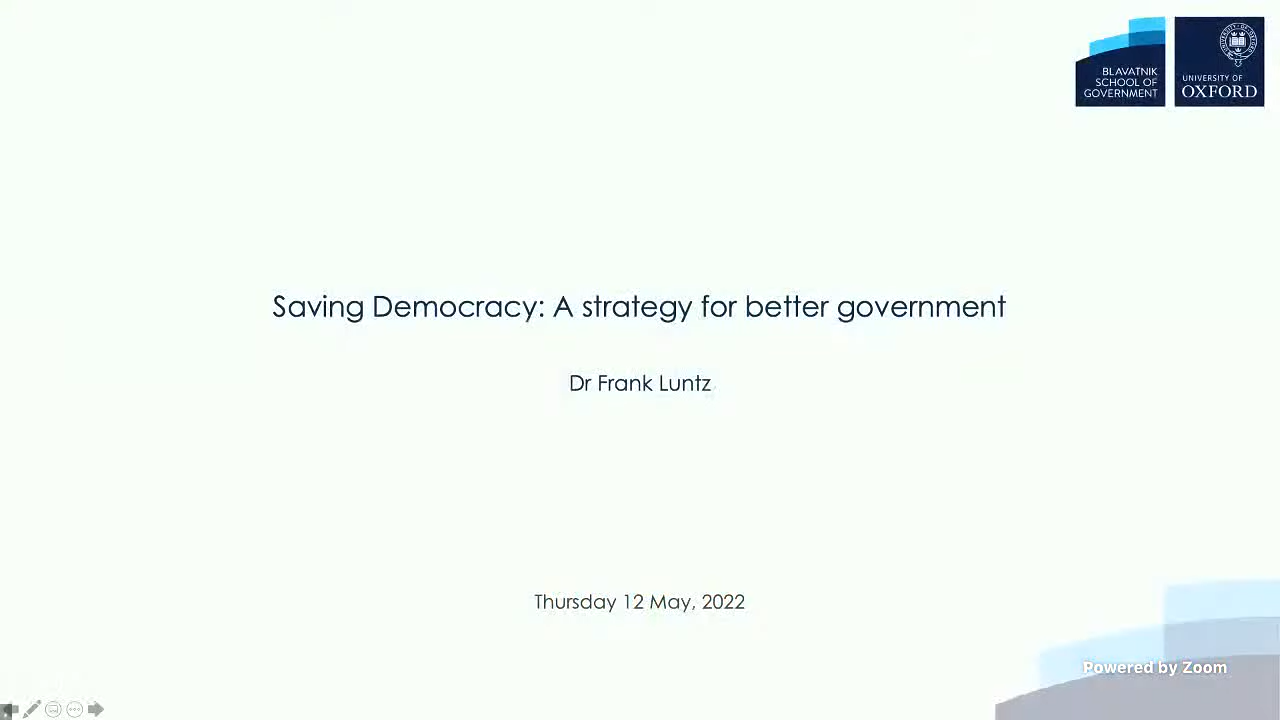 BLAVATNIK
SCHOOL OF
GOVERNMENT
UNIVERSITY OF
OXFORD
Saving Democracy: A strategy for better government
Dr Frank Luntz
Thursday 12 May, 2022
Powered by Zoom